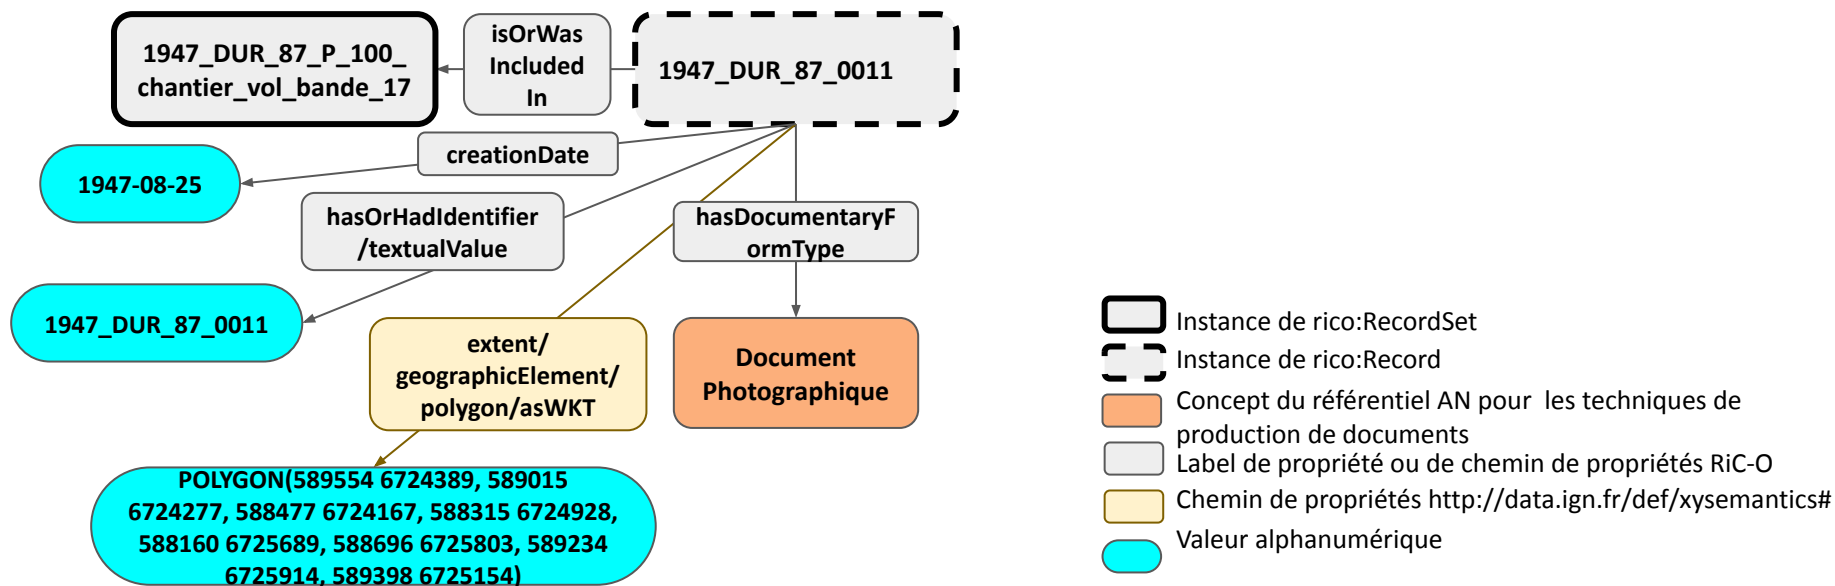 1947_DUR_87_P_100_
chantier_vol_bande_17
isOrWas
Included
In
1947_DUR_87_0011
creationDate
1947-08-25
hasOrHadIdentifier
/textualValue
hasDocumentaryF
ormType
1947_DUR_87_0011
extent/
geographicElement/
polygon/asWKT
Document
Photographique
POLYGON(589554 6724389, 589015
6724277, 588477 6724167, 588315 6724928,
588160 6725689, 588696 6725803, 589234
6725914, 589398 6725154)
Instance de rico:RecordSet
Instance de rico:Record
Concept du référentiel AN pour les techniques de
production de documents
Label de propriété ou de chemin de propriétés RiC-O
Chemin de propriétés http://data.ign.fr/def/xysemantics#
Valeur alphanumérique